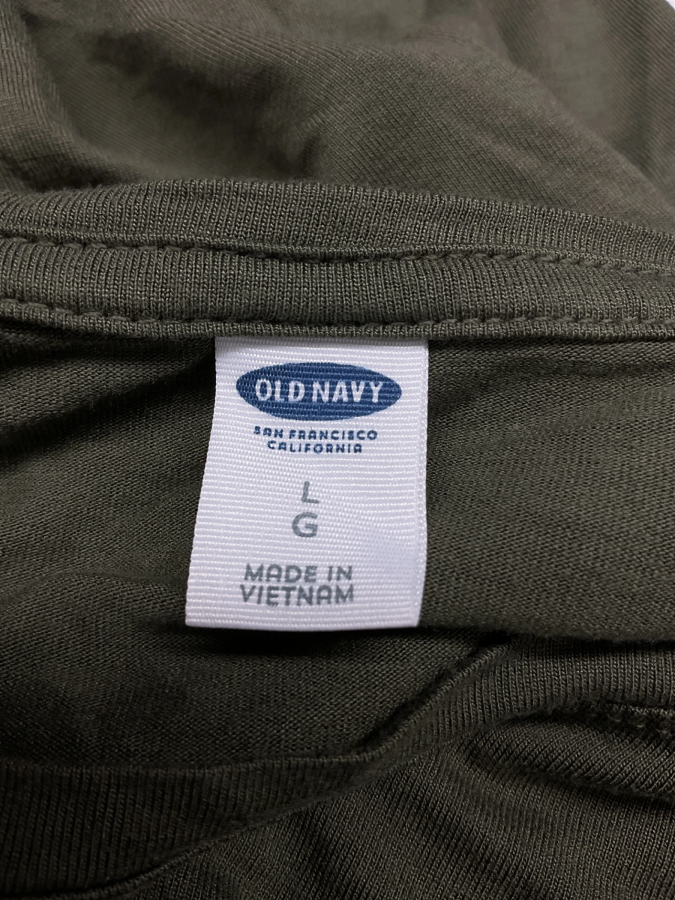 OLD NAVY
SAN FRANCISCO
CALIFORNIA
L
G
MADE IN
VIETNAM